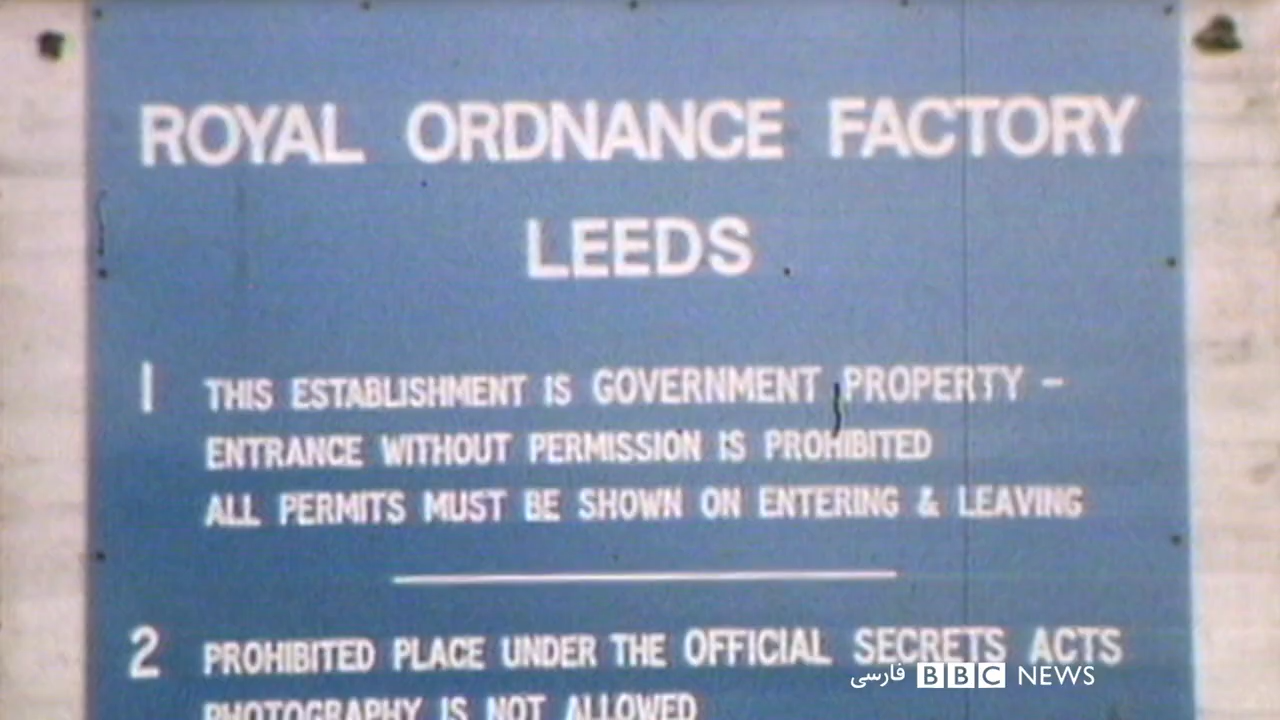 ROYAL ORDNANCE FACTORY
LEEDS
1 THIS ESTABLISHMENT IS GOVERNMENT PROPERTY –
ENTRANCE WITHOUT PERMISSION IS PROHIBITED
ALL PERMITS MUST BE SHOWN ON ENTERING & LEAVING
2 PROHIBITED PLACE UNDER THE OFFICIAL SECRETS ACTS
PHOTOGRAPHY IS NOT ALLOWED
BBC NEWS فارسی